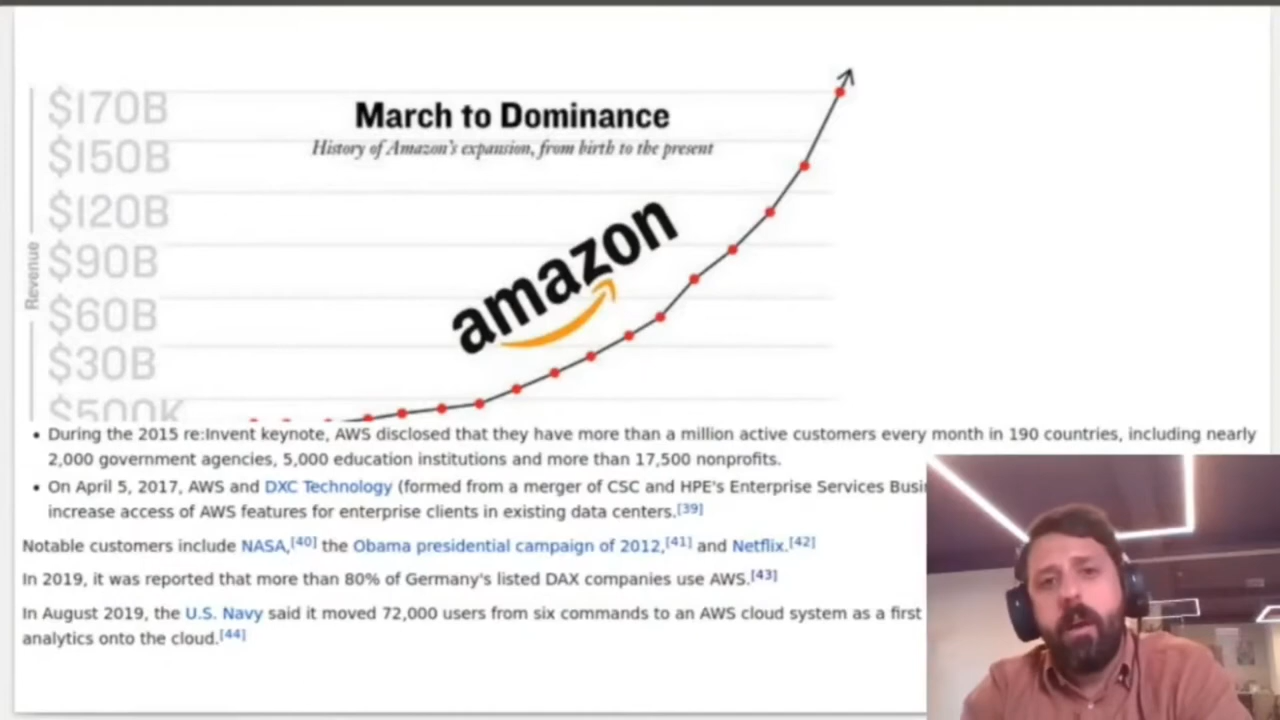 March to Dominance
History of Amazon's expansion, from birth to the present
$170B
$150B
$120B
$90B
$60B
$30B
$500K
Revenue
amazon
• During the 2015 re:Invent keynote, AWS disclosed that they have more than a million active customers every month in 190 countries, including nearly
2,000 government agencies, 5,000 education institutions and more than 17,500 nonprofits.
• On April 5, 2017, AWS and DXC Technology (formed from a merger of CSC and HPE's Enterprise Services
increase access of AWS features for enterprise clients in existing data centers.[39]
Notable customers include NASA,[40] the Obama presidential campaign of 2012,[41] and Netflix.[42]
In 2019, it was reported that more than 80% of Germany's listed DAX companies use AWS.[43]
In August 2019, the U.S. Navy said it moved 72,000 users from six commands to an AWS cloud system as a first
analytics onto the cloud.[44]